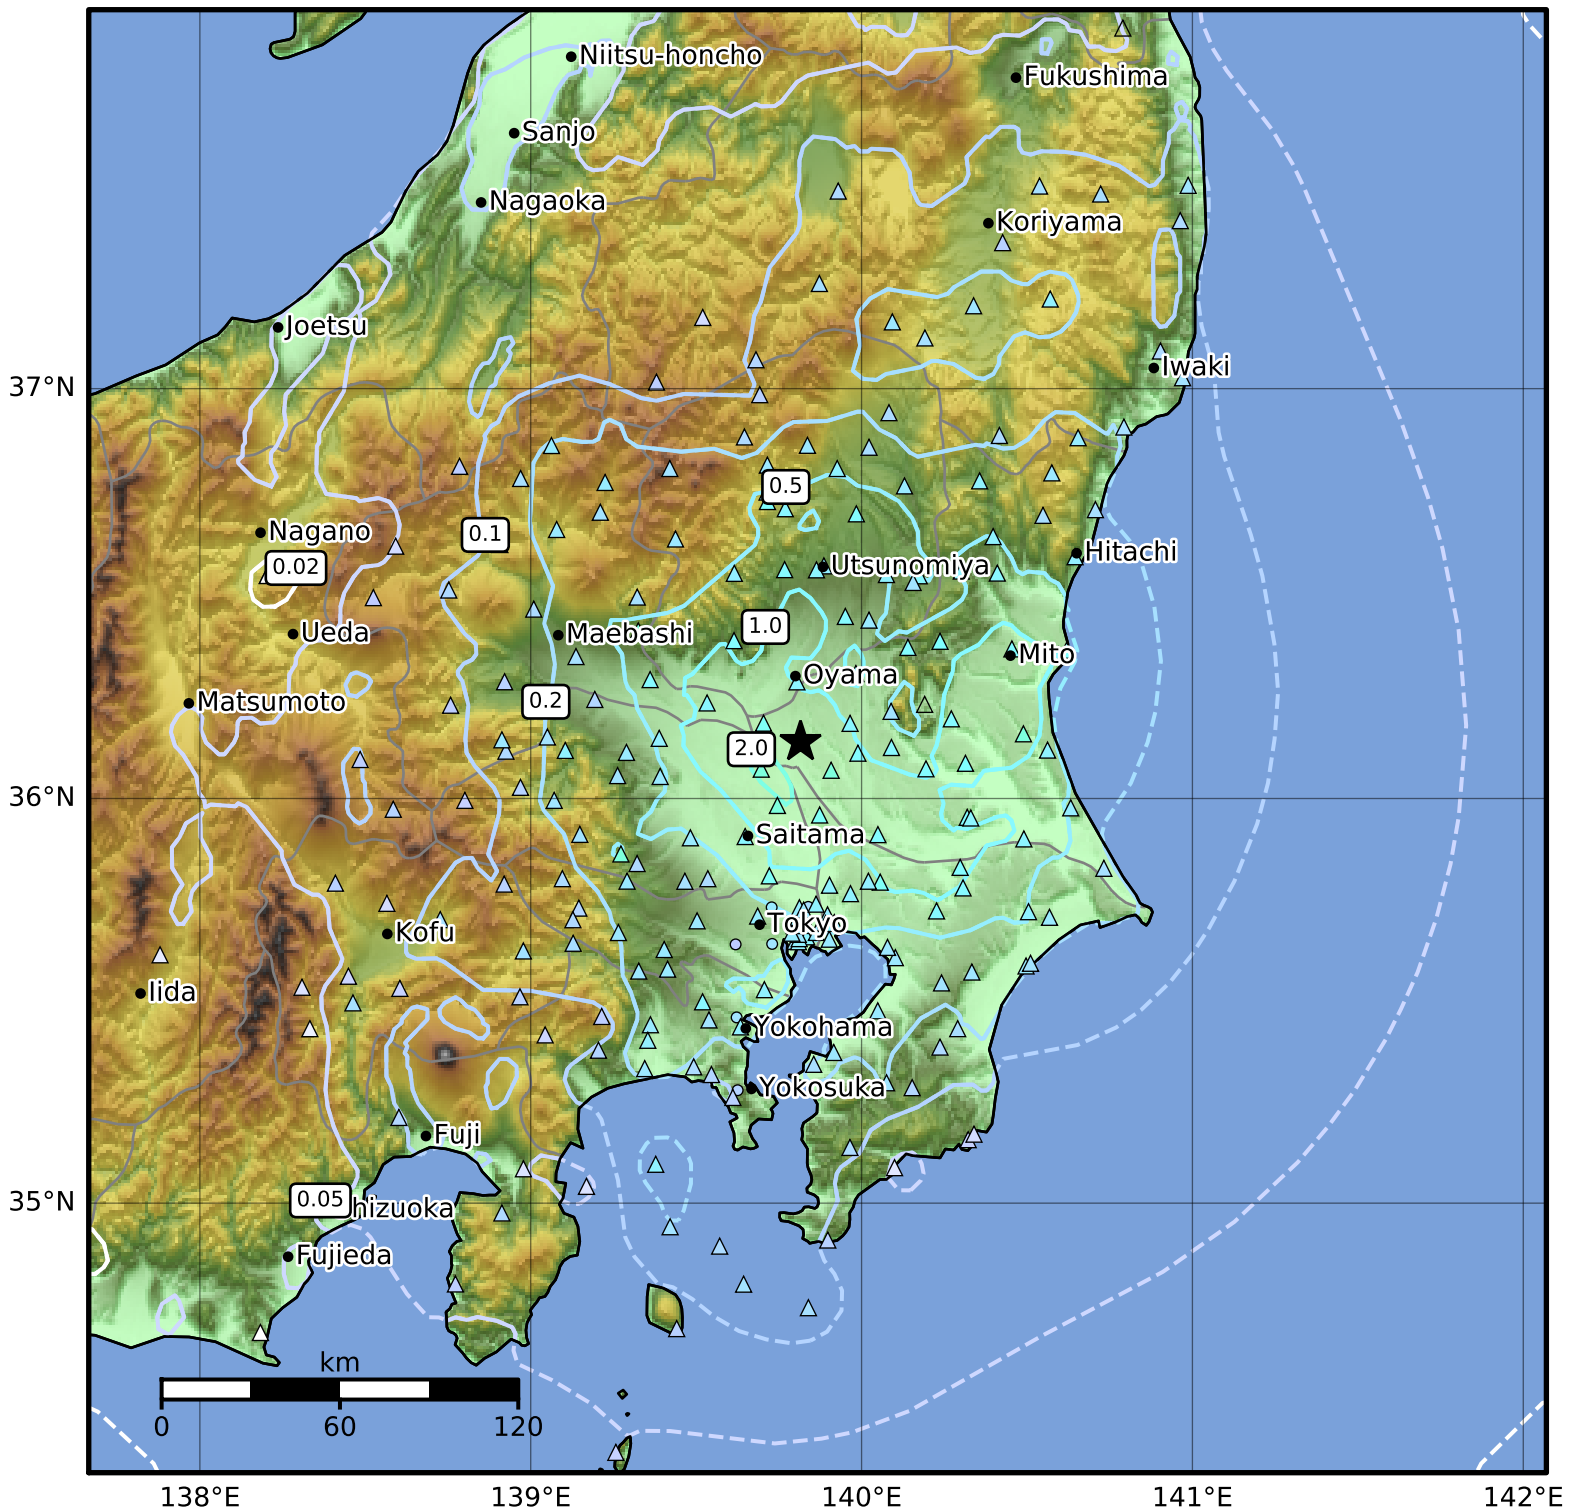 Niitsu-honcho
Fukushima
Sanjo
Nagaoka
Koriyama
Joetsu
Iwaki
37°N
0.5
Nagano
0.1
Hitachi
0.02
Utsunomiya
Ueda
Maebashi
1.0
Mito
Oyama
Matsumoto
0.2
2.0
36°N
Saitama
Kofu
Tokyo
Iida
Yokohama
Yokosuka
Fuji
35°N
0.05
hizuoka
Fujieda
km
0
60
120
138°E
139°E
140°E
141°E
142°E